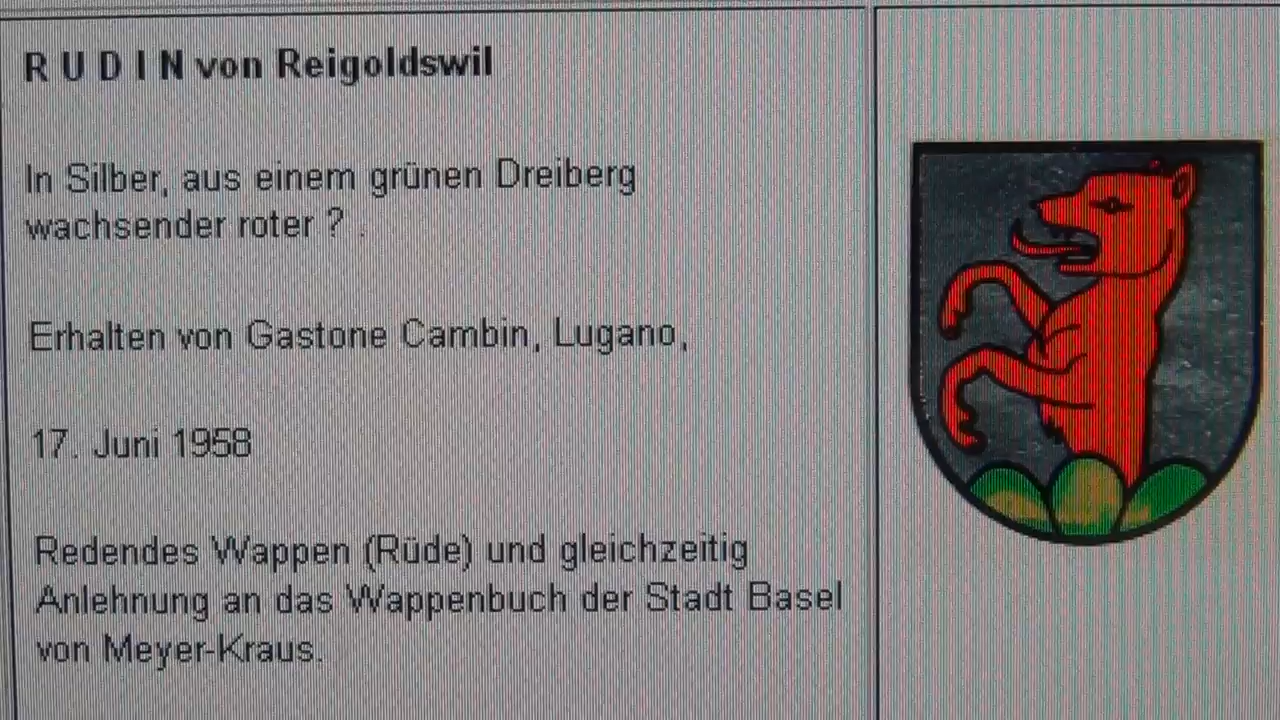 R U D I N von Reigoldswil
In Silber, aus einem grünen Dreiberg
wachsender roter ? .
Erhalten von Gastone Cambin, Lugano,
17. Juni 1958
Redendes Wappen (Rüde) und gleichzeitig
Anlehnung an das Wappenbuch der Stadt Basel
von Meyer-Kraus.